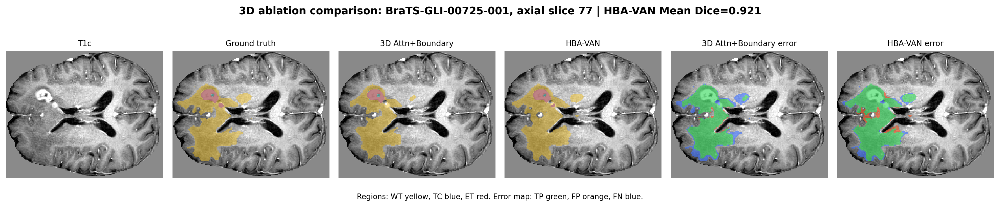 3D ablation comparison: BraTS-GLI-00725-001, axial slice 77 | HBA-VAN Mean Dice=0.921
T1c
Ground truth
3D Attn+Boundary
HBA-VAN
3D Attn+Boundary error
HBA-VAN error
Regions: WT yellow, TC blue, ET red. Error map: TP green, FP orange, FN blue.